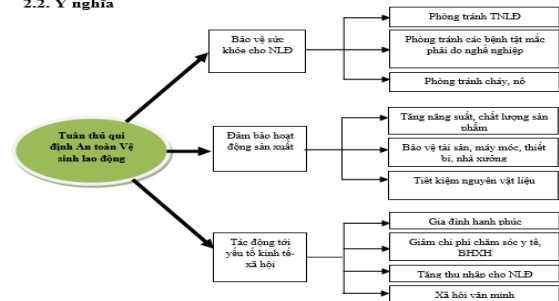 2.2. Ý nghĩa
Phòng tránh TNLĐ
Bảo vệ sức
khỏe cho NLĐ
Phòng tránh các bệnh tật mắc
phải do nghề nghiệp
Phòng tránh cháy, nổ
Tuân thủ qui
định An toàn Vệ
sinh lao động
Đảm bảo hoạt
động sản xuất
Tăng năng suất, chất lượng sản
phẩm
Bảo vệ tài sản, máy móc, thiết
bị, nhà xưởng
Tiết kiệm nguyên vật liệu
Tác động tới
yếu tố kinh tế-
xã hội
Gia đình hạnh phúc
Giảm chi phí chăm sóc y tế,
BHXH
Tăng thu nhập cho NLĐ
Xã hội văn minh